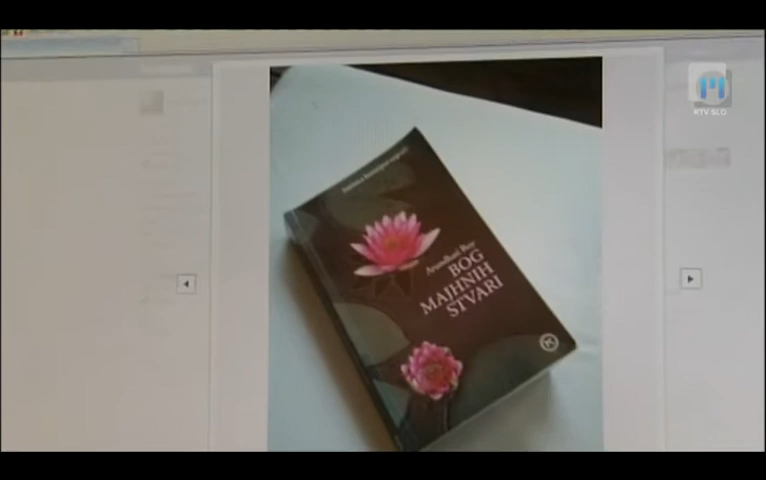 RTV SLO
Arundhati Roy
BOG
MAJHNIH
STVARI